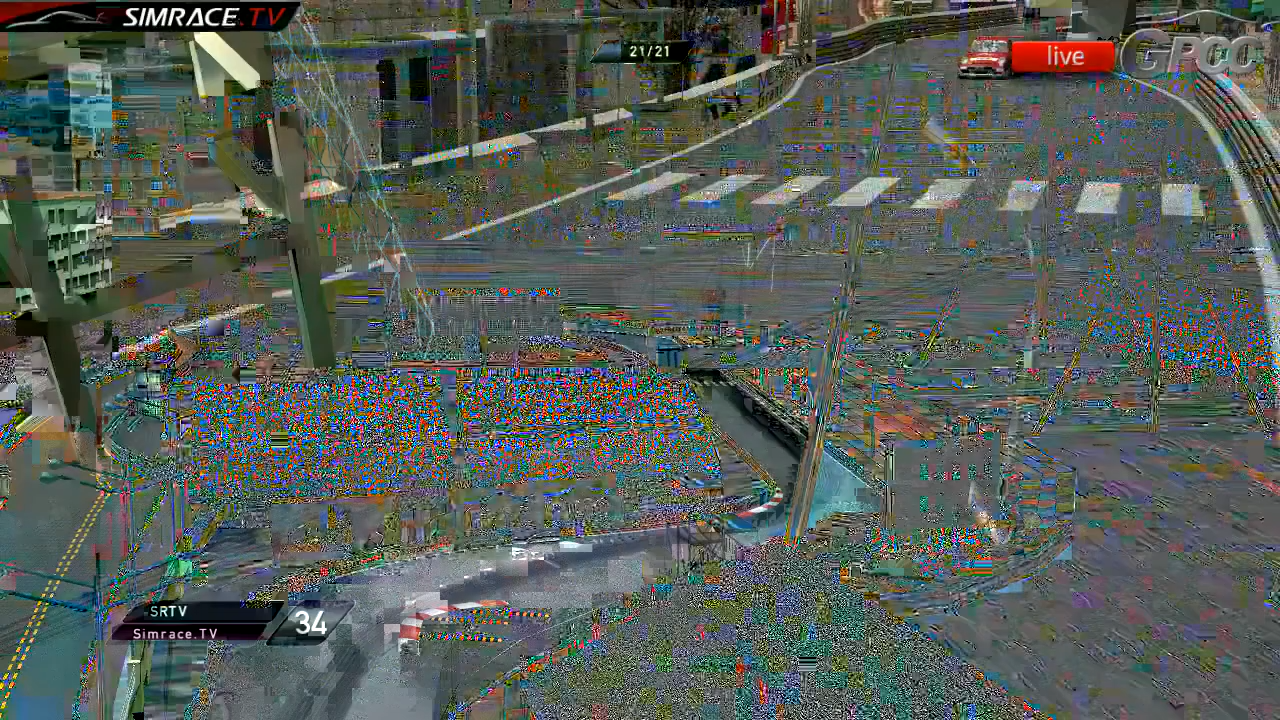 SIMRACE.TV
21/21
live
GPCC
SRTV
34
Simrace.TV